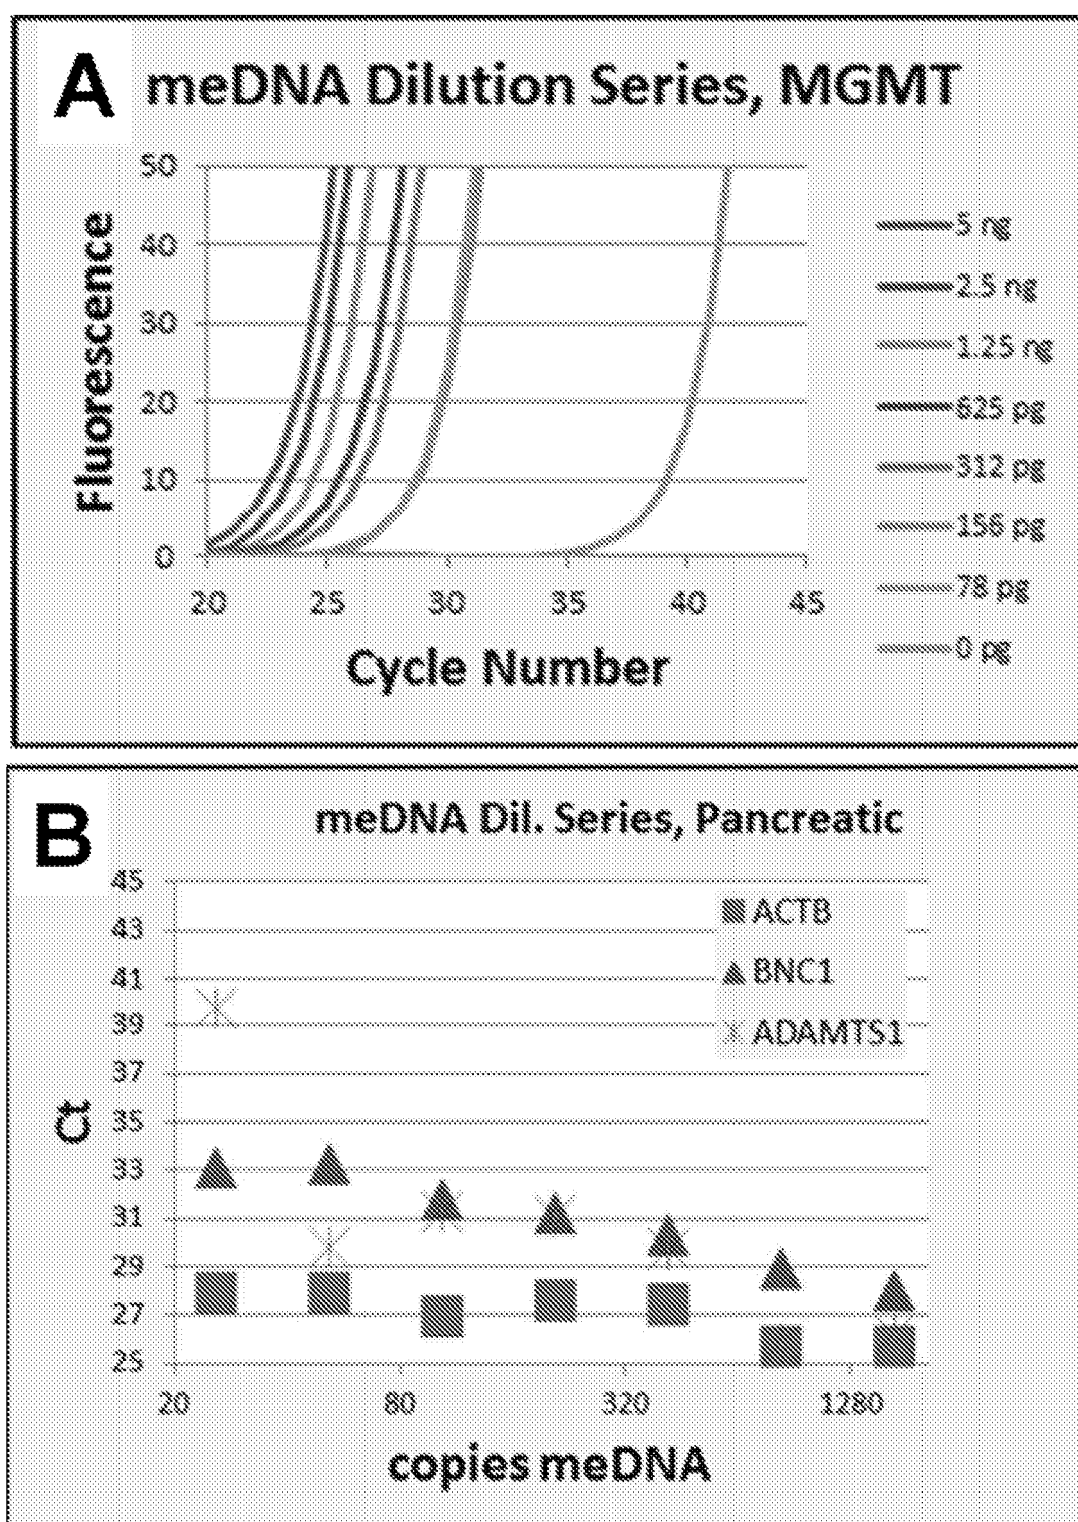 A
meDNA Dilution Series, MGMT
Fluorescence
50
40
30
20
10
0
20 25 30 35 40 45
Cycle Number
5 ng
2.5 ng
1.25 ng
625 pg
312 pg
156 pg
78 pg
0 pg
B
meDNA Dil. Series, Pancreatic
Ct
45
43
41
39
37
35
33
31
29
27
25
ACTB
BNC1
ADAMTS1
20 80 320 1280
copies meDNA